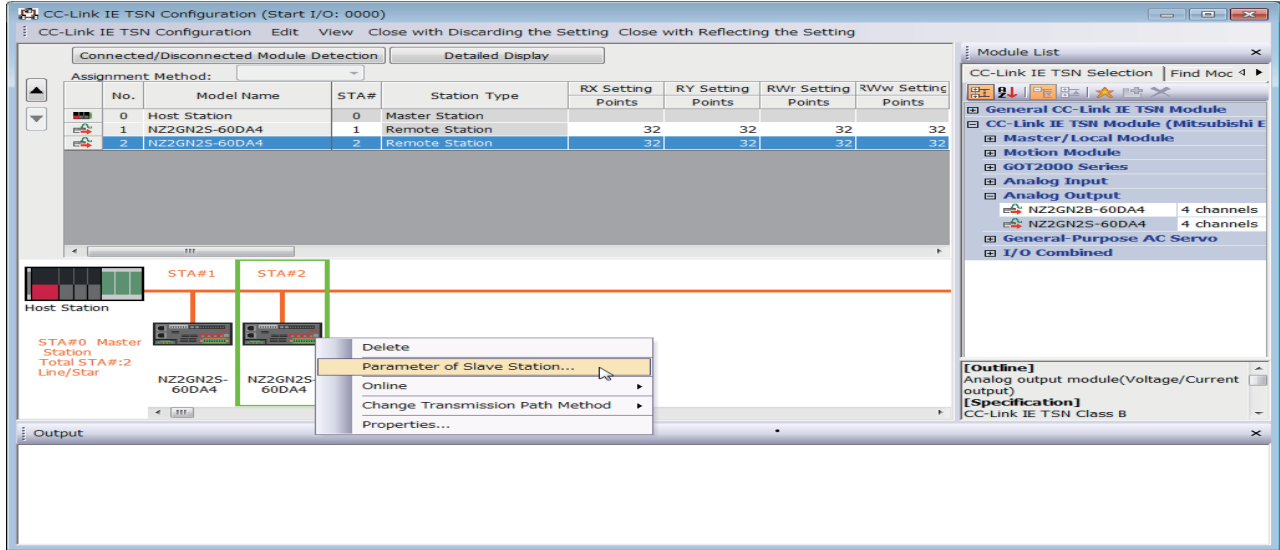 CC-Link IE TSN Configuration (Start I/O: 0000)
CC-Link IE TSN Configuration Edit View Close with Discarding the Setting Close with Reflecting the Setting
Connected/Disconnected Module Detection Detailed Display
Assignment Method:
No. Model Name STA# Station Type RX Setting RY Setting RWr Setting RWw Setting
Points Points Points Points
0 Host Station 0 Master Station
1 NZ2GN2S-60DA4 1 Remote Station 32 32 32 32
2 NZ2GN2S-60DA4 2 Remote Station 32 32 32 32
STA#1 STA#2
Host Station
STA#0 Master
Station
Total STA#:2
Line/Star
NZ2GN2S-
60DA4
NZ2GN2S-
60DA4
Delete
Parameter of Slave Station...
Online
Change Transmission Path Method
Properties...
Module List
CC-Link IE TSN Selection Find Moc
General CC-Link IE TSN Module
CC-Link IE TSN Module (Mitsubishi E
Master/Local Module
Motion Module
GOT2000 Series
Analog Input
Analog Output
NZ2GN2B-60DA4 4 channels
NZ2GN2S-60DA4 4 channels
General-Purpose AC Servo
I/O Combined
[Outline]
Analog output module(Voltage/Current
output)
[Specification]
CC-Link IE TSN Class B
Output